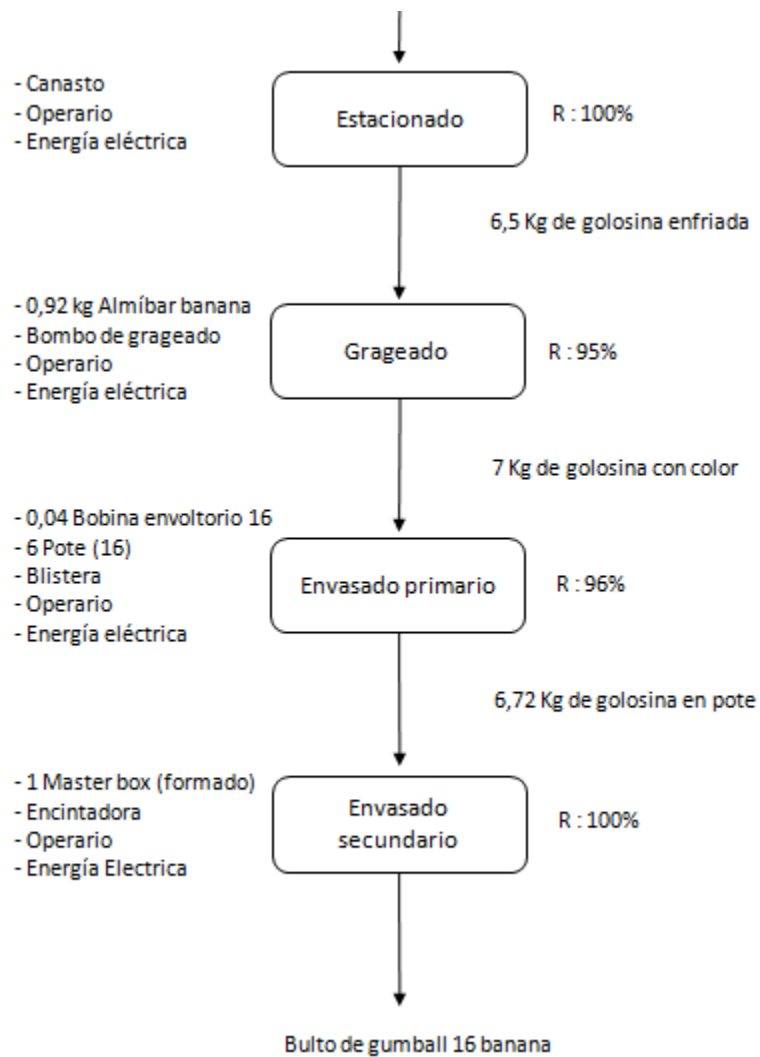 - Canasto
- Operario
- Energía eléctrica
Estacionado
R : 100%
6,5 Kg de golosina enfriada
- 0,92 kg Almíbar banana
- Bombo de grageado
- Operario
- Energía eléctrica
Grageado
R : 95%
7 Kg de golosina con color
- 0,04 Bobina envoltorio 16
- 6 Pote (16)
- Blistera
- Operario
- Energía eléctrica
Envasado primario
R : 96%
6,72 Kg de golosina en pote
- 1 Master box (formado)
- Encintadora
- Operario
- Energía Electrica
Envasado
secundario
R : 100%
Bulto de gumball 16 banana